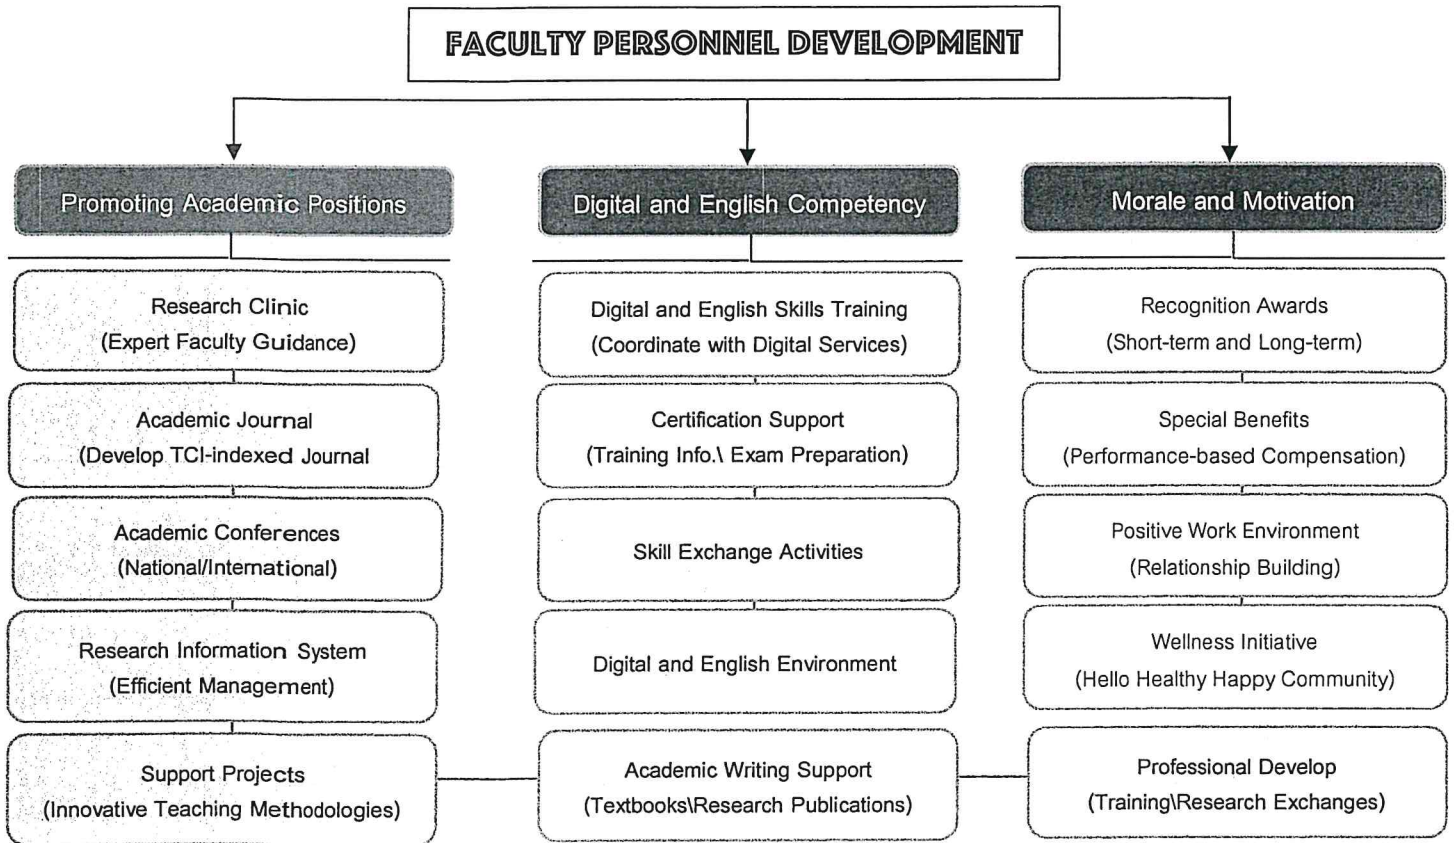 FACULTY PERSONNEL DEVELOPMENT
Promoting Academic Positions
Research Clinic
(Expert Faculty Guidance)
Academic Journal
(Develop TCI-indexed Journal
Academic Conferences
(National/International)
Research Information System
(Efficient Management)
Support Projects
(Innovative Teaching Methodologies)
Digital and English Competency
Digital and English Skills Training
(Coordinate with Digital Services)
Certification Support
(Training Info.\ Exam Preparation)
Skill Exchange Activities
Digital and English Environment
Academic Writing Support
(Textbooks\Research Publications)
Morale and Motivation
Recognition Awards
(Short-term and Long-term)
Special Benefits
(Performance-based Compensation)
Positive Work Environment
(Relationship Building)
Wellness Initiative
(Hello Healthy Happy Community)
Professional Develop
(Training\Research Exchanges)